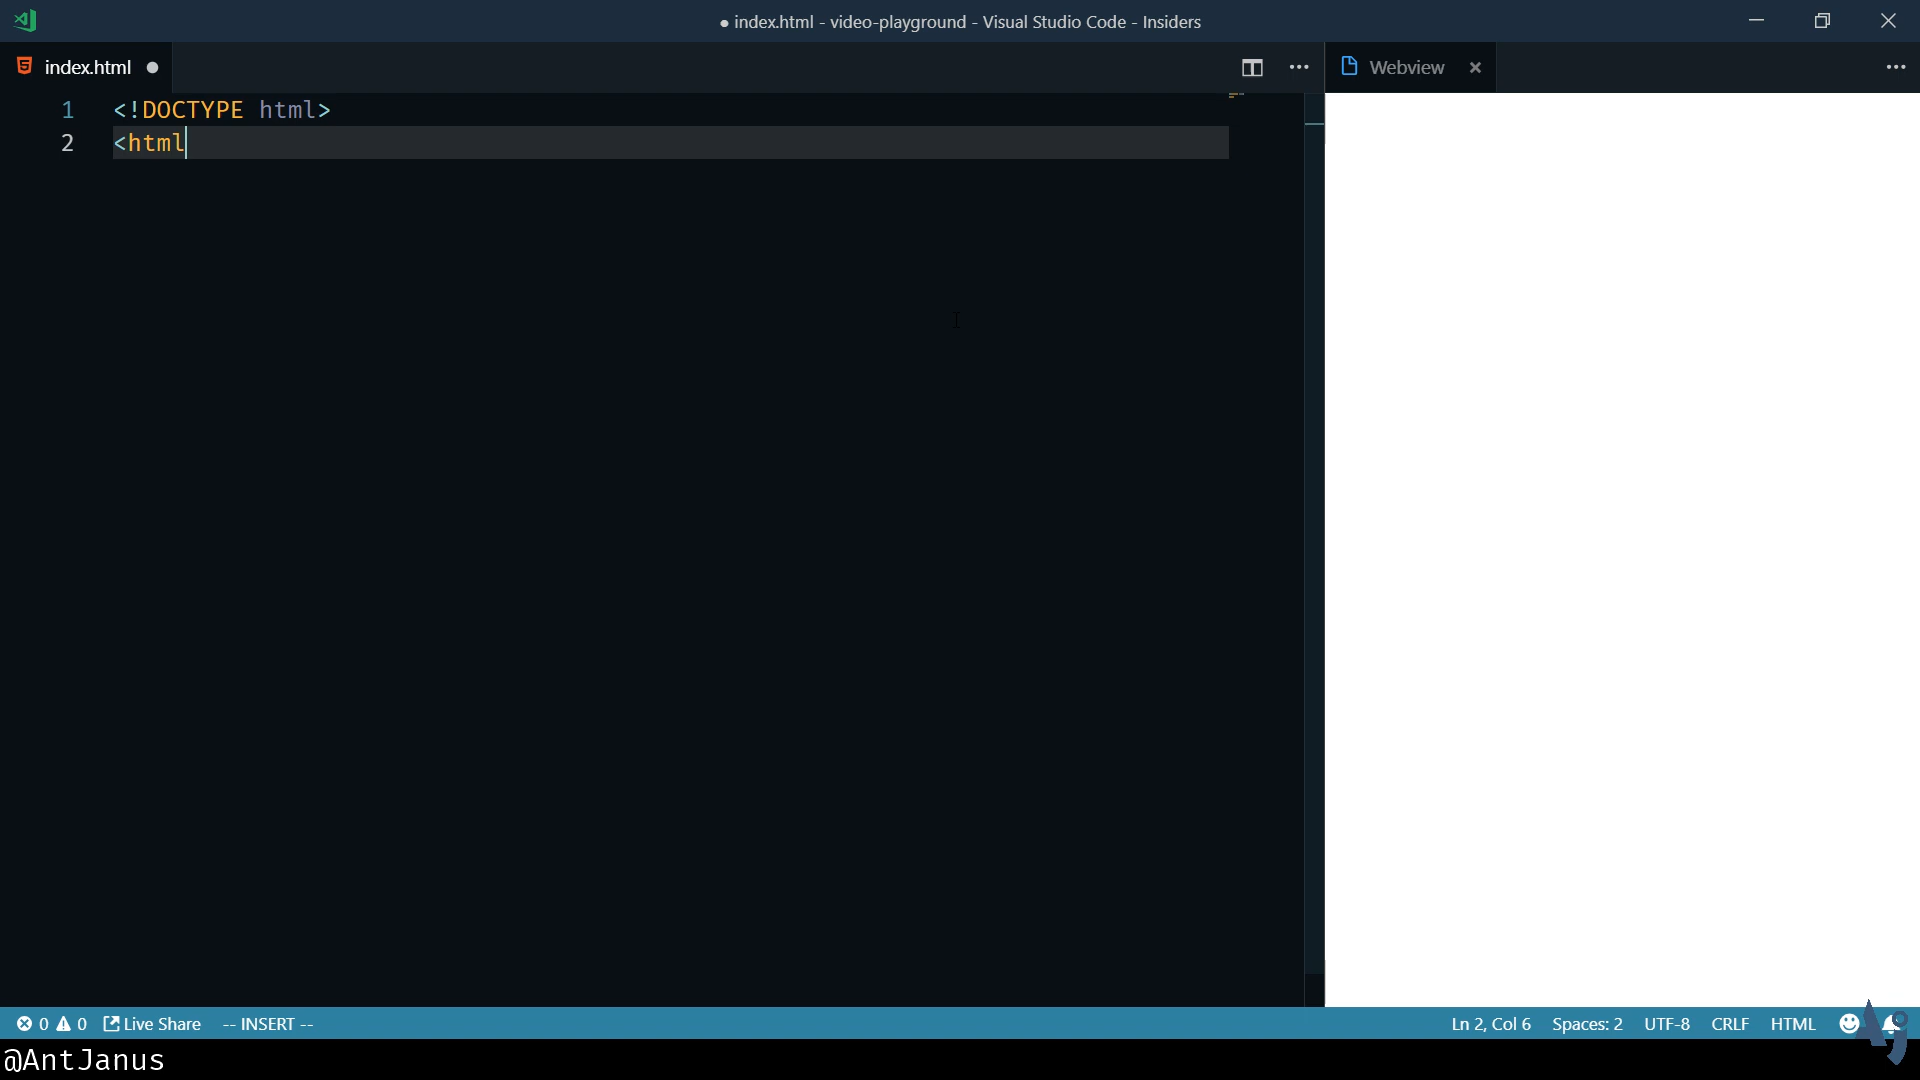 ● index.html - video-playground - Visual Studio Code - Insiders
index.html
Webview
1 <!DOCTYPE html>
2 <html
0 0 Live Share -- INSERT --
Ln 2, Col 6 Spaces: 2 UTF-8 CRLF HTML
@AntJanus